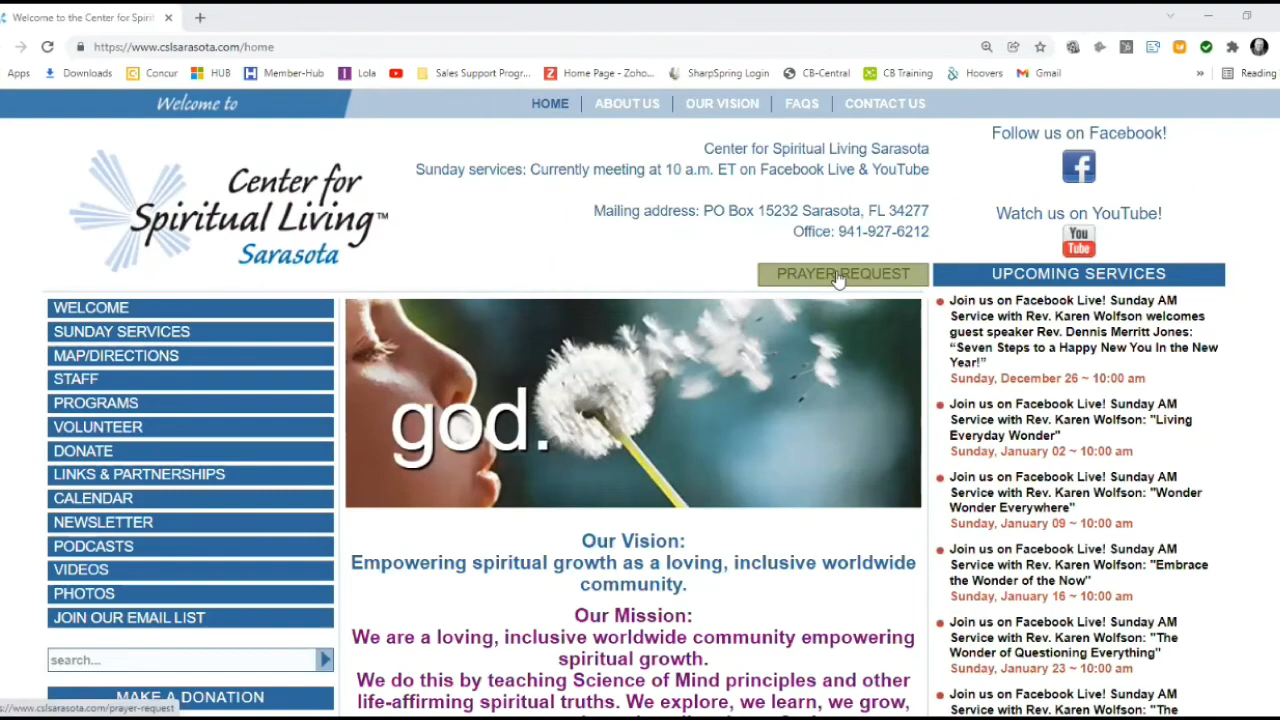 Welcome to the Center for Spirit
https://www.cslsarasota.com/home
Apps
Downloads
Concur
HUB
Member-Hub
Lola
Sales Support Progr...
Home Page - Zoho...
SharpSpring Login
CB-Central
CB Training
Hoovers
Gmail
»
Reading
Welcome to
HOME | ABOUT US | OUR VISION | FAQS | CONTACT US
Center for
Spiritual Living™
Sarasota
Center for Spiritual Living Sarasota
Sunday services: Currently meeting at 10 a.m. ET on Facebook Live & YouTube
Mailing address: PO Box 15232 Sarasota, FL 34277
Office: 941-927-6212
PRAYER REQUEST
Follow us on Facebook!
f
Watch us on YouTube!
You
Tube
WELCOME
SUNDAY SERVICES
MAP/DIRECTIONS
STAFF
PROGRAMS
VOLUNTEER
DONATE
LINKS & PARTNERSHIPS
CALENDAR
NEWSLETTER
PODCASTS
VIDEOS
PHOTOS
JOIN OUR EMAIL LIST
search...
MAKE A DONATION
god.
Our Vision:
Empowering spiritual growth as a loving, inclusive worldwide
community.
Our Mission:
We are a loving, inclusive worldwide community empowering
spiritual growth.
We do this by teaching Science of Mind principles and other
life-affirming spiritual truths. We explore, we learn, we grow,
UPCOMING SERVICES
Join us on Facebook Live! Sunday AM
Service with Rev. Karen Wolfson welcomes
guest speaker Rev. Dennis Merritt Jones:
“Seven Steps to a Happy New You In the New
Year!”
Sunday, December 26 ~ 10:00 am
Join us on Facebook Live! Sunday AM
Service with Rev. Karen Wolfson: "Living
Everyday Wonder"
Sunday, January 02 ~ 10:00 am
Join us on Facebook Live! Sunday AM
Service with Rev. Karen Wolfson: "Wonder
Wonder Everywhere"
Sunday, January 09 ~ 10:00 am
Join us on Facebook Live! Sunday AM
Service with Rev. Karen Wolfson: "Embrace
the Wonder of the Now"
Sunday, January 16 ~ 10:00 am
Join us on Facebook Live! Sunday AM
Service with Rev. Karen Wolfson: "The
Wonder of Questioning Everything"
Sunday, January 23 ~ 10:00 am
Join us on Facebook Live! Sunday AM
Service with Rev. Karen Wolfson: "The
s://www.cslsarasota.com/prayer-request